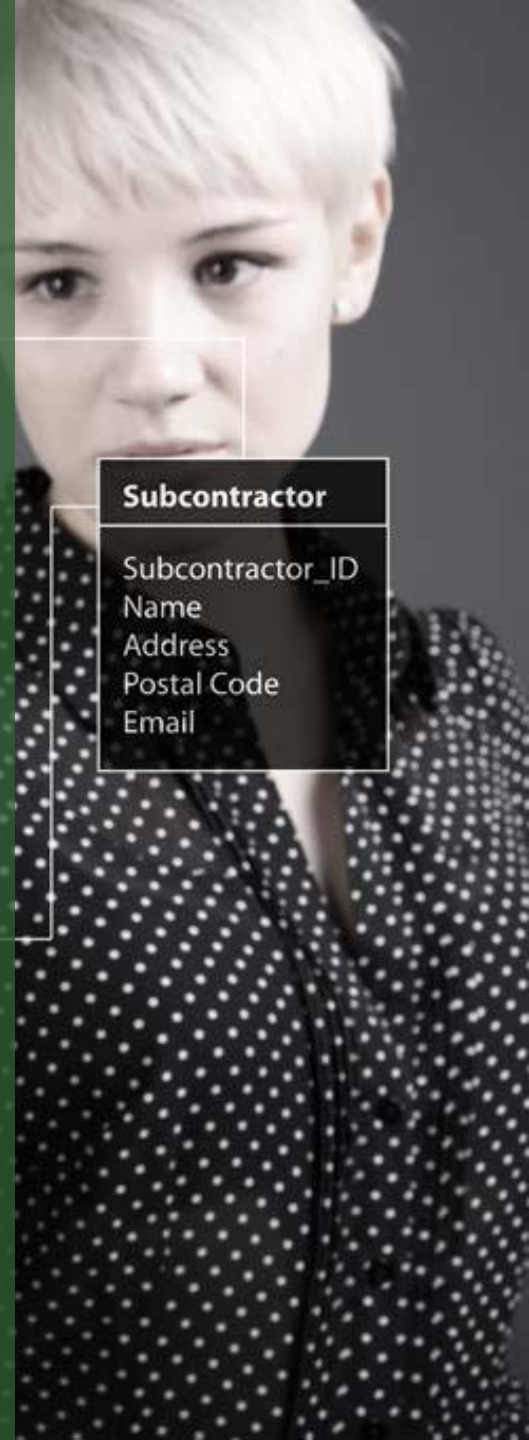 Subcontractor
Subcontractor_ID
Name
Address
Postal Code
Email